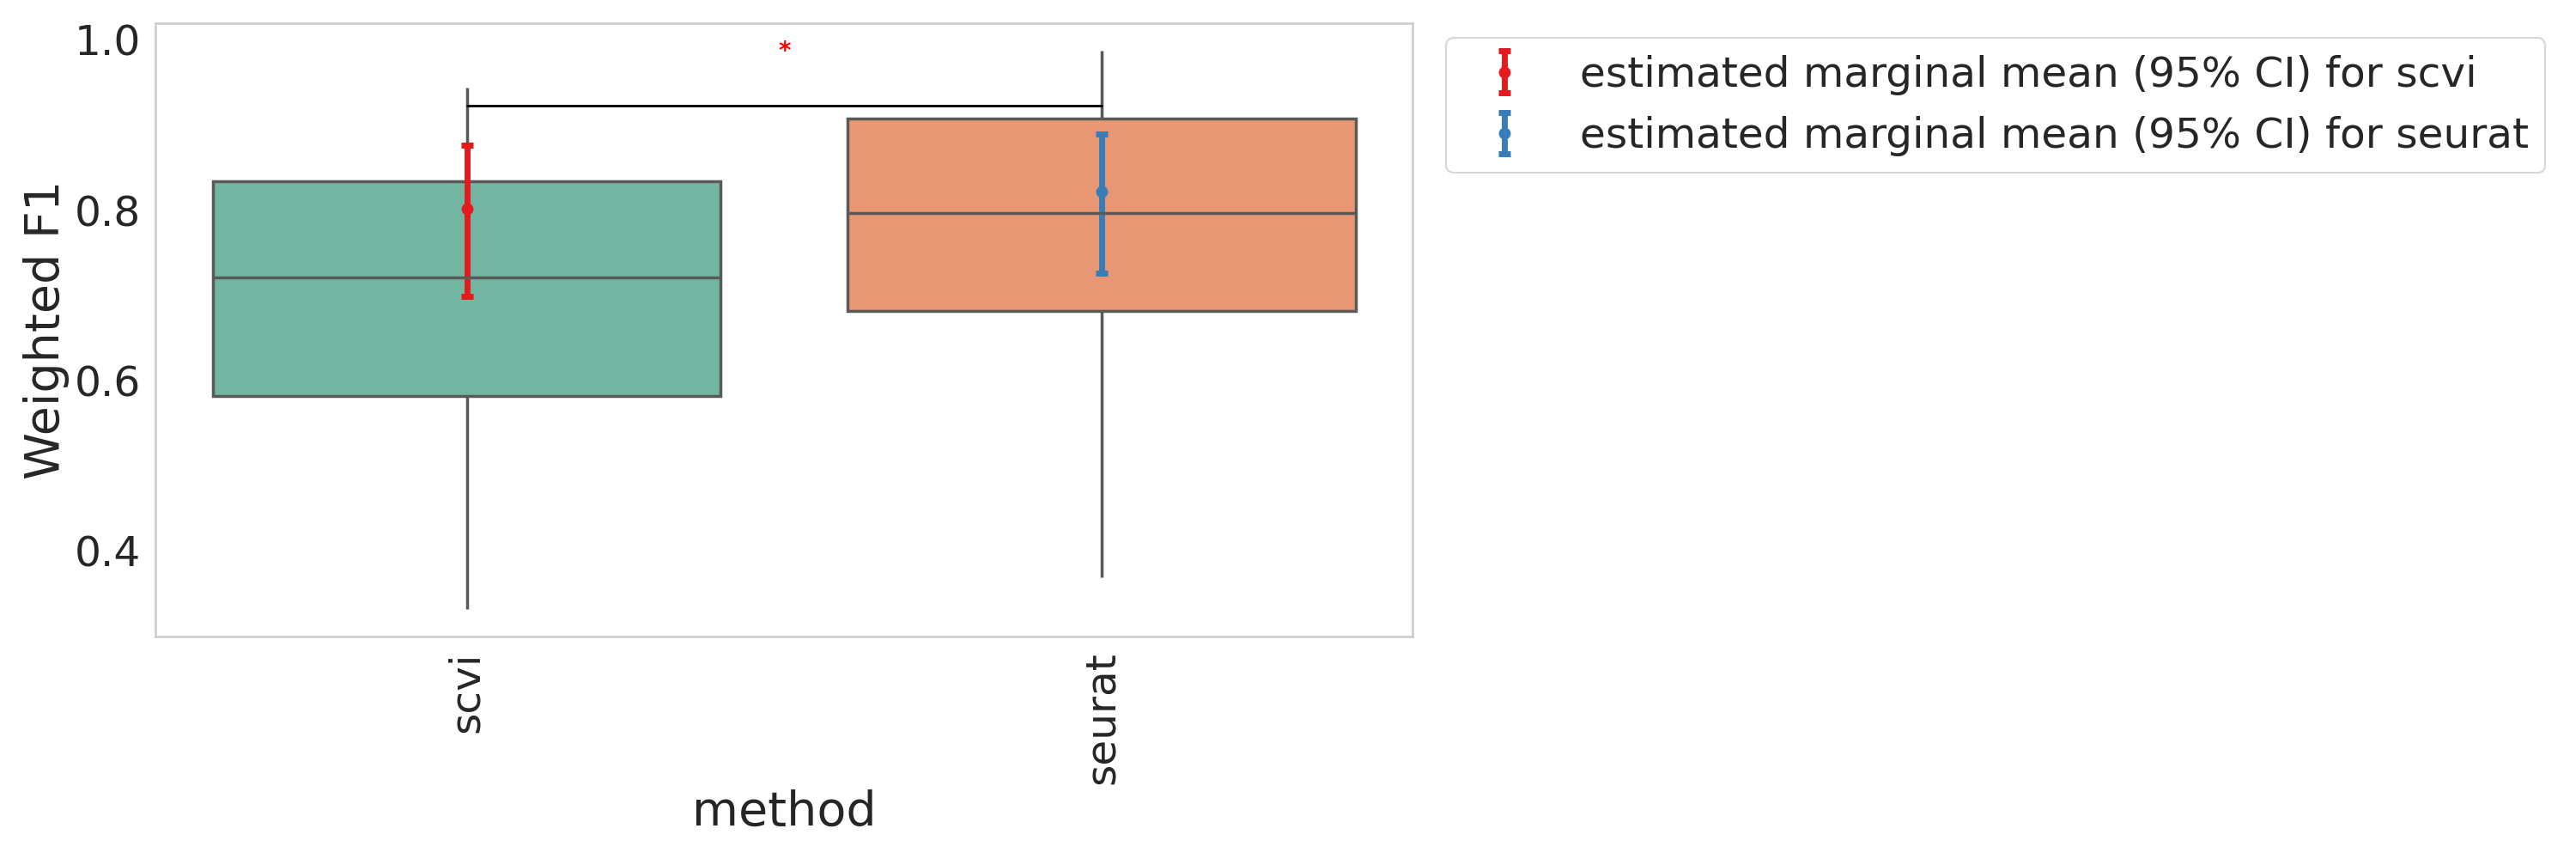 1.0
0.8
0.6
0.4
Weighted F1
*
scvi
seurat
method
estimated marginal mean (95% CI) for scvi
estimated marginal mean (95% CI) for seurat